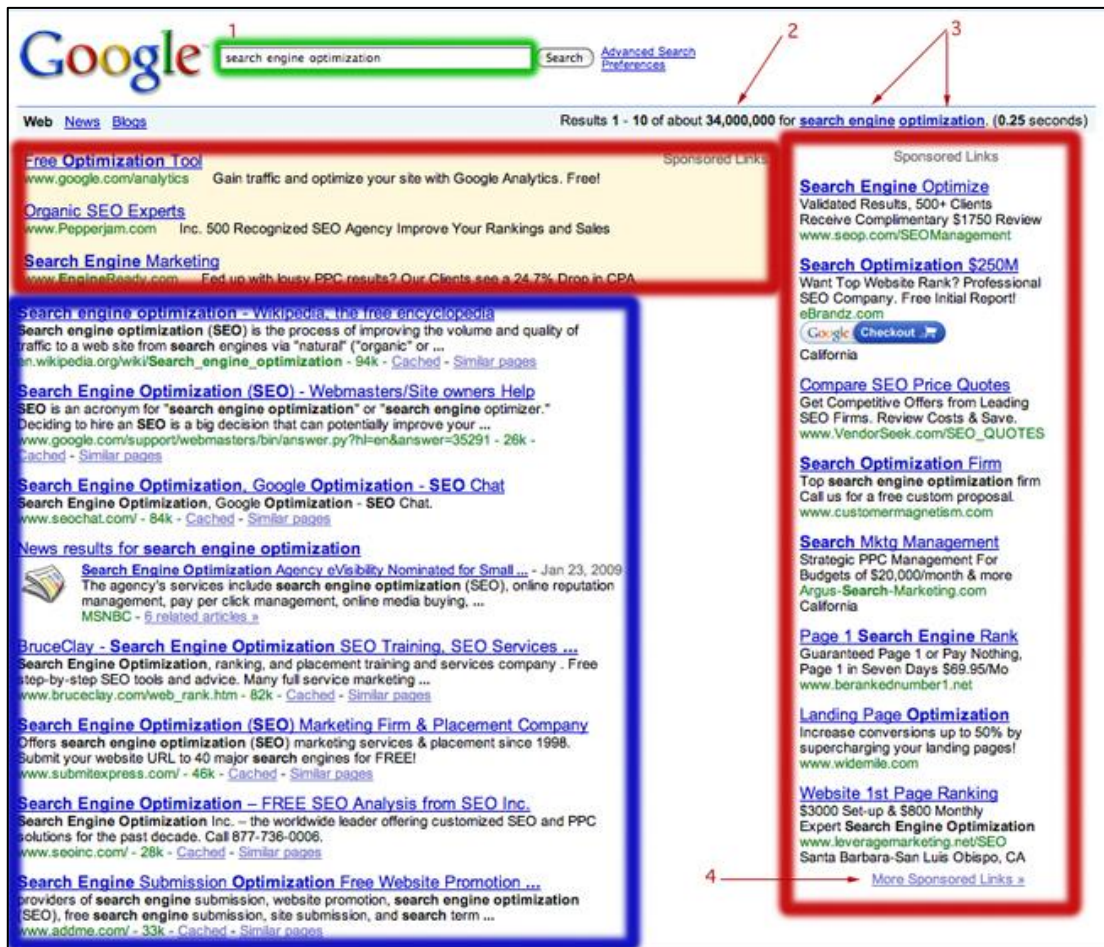 1
2
3
Google™
search engine optimization
Search
Advanced Search
Preferences
Web News Blogs
Results 1 - 10 of about 34,000,000 for search engine optimization. (0.25 seconds)
Free Optimization Tool
Sponsored Links
www.google.com/analytics Gain traffic and optimize your site with Google Analytics. Free!
Organic SEO Experts
www.Pepperjam.com Inc. 500 Recognized SEO Agency Improve Your Rankings and Sales
Search Engine Marketing
www.EngineReady.com Fed up with lousy PPC results? Our Clients see a 24.7% Drop in CPA
Search engine optimization - Wikipedia, the free encyclopedia
Search engine optimization (SEO) is the process of improving the volume and quality of
traffic to a web site from search engines via "natural" ("organic" or ...
en.wikipedia.org/wiki/Search_engine_optimization - 94k - Cached - Similar pages
Search Engine Optimization (SEO) - Webmasters/Site owners Help
SEO is an acronym for "search engine optimization" or "search engine optimizer."
Deciding to hire an SEO is a big decision that can potentially improve your ...
www.google.com/support/webmasters/bin/answer.py?hl=en&answer=35291 - 26k -
Cached - Similar pages
Search Engine Optimization, Google Optimization - SEO Chat
Search Engine Optimization, Google Optimization - SEO Chat.
www.seochat.com/ - 84k - Cached - Similar pages
News results for search engine optimization
Search Engine Optimization Agency eVisibility Nominated for Small ... - Jan 23, 2009
The agency's services include search engine optimization (SEO), online reputation
management, pay per click management, online media buying, ...
MSNBC - 6 related articles »
BruceClay - Search Engine Optimization SEO Training, SEO Services ...
Search Engine Optimization, ranking, and placement training and services company . Free
step-by-step SEO tools and advice. Many full service marketing ...
www.bruceclay.com/web_rank.htm - 82k - Cached - Similar pages
Search Engine Optimization (SEO) Marketing Firm & Placement Company
Offers search engine optimization (SEO) marketing services & placement since 1998.
Submit your website URL to 40 major search engines for FREE!
www.submitexpress.com/ - 46k - Cached - Similar pages
Search Engine Optimization – FREE SEO Analysis from SEO Inc.
Search Engine Optimization Inc. – the worldwide leader offering customized SEO and PPC
solutions for the past decade. Call 877-736-0006.
www.seoinc.com/ - 28k - Cached - Similar pages
Search Engine Submission Optimization Free Website Promotion ...
providers of search engine submission, website promotion, search engine optimization
(SEO), free search engine submission, site submission, and search term ...
www.addme.com/ - 33k - Cached - Similar pages
Sponsored Links
Search Engine Optimize
Validated Results, 500+ Clients
Receive Complimentary $1750 Review
www.seop.com/SEOManagement
Search Optimization $250M
Want Top Website Rank? Professional
SEO Company. Free Initial Report!
eBrandz.com
Google Checkout
California
Compare SEO Price Quotes
Get Competitive Offers from Leading
SEO Firms. Review Costs & Save.
www.VendorSeek.com/SEO_QUOTES
Search Optimization Firm
Top search engine optimization firm
Call us for a free custom proposal.
www.customermagnetism.com
Search Mktg Management
Strategic PPC Management For
Budgets of $20,000/month & more
Argus-Search-Marketing.com
California
Page 1 Search Engine Rank
Guaranteed Page 1 or Pay Nothing,
Page 1 in Seven Days $69.95/Mo
www.berankednumber1.net
Landing Page Optimization
Increase conversions up to 50% by
supercharging your landing pages!
www.widemile.com
Website 1st Page Ranking
$3000 Set-up & $800 Monthly
Expert Search Engine Optimization
www.leveragemarketing.net/SEO
Santa Barbara-San Luis Obispo, CA
4
More Sponsored Links »